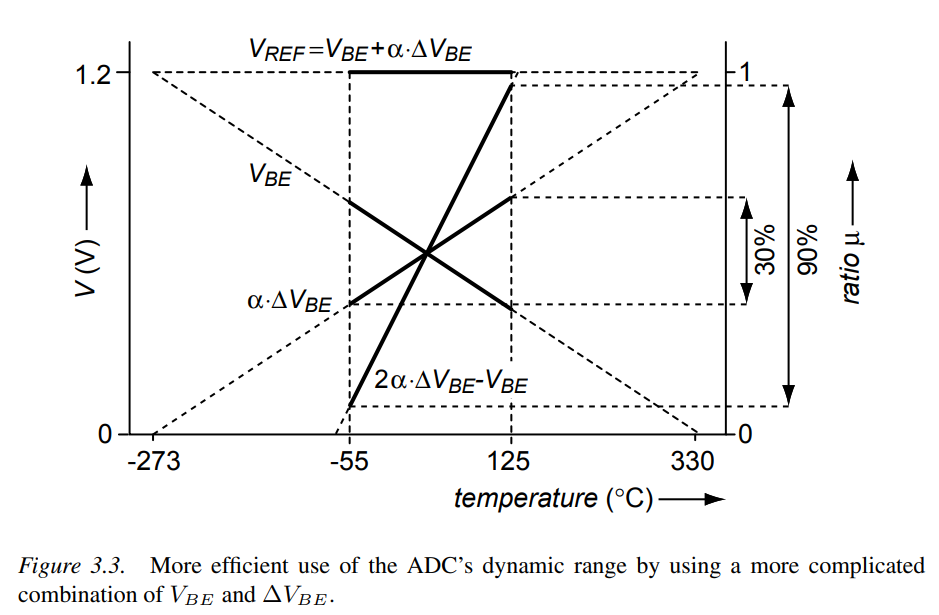 V_REF=V_BE+α·ΔV_BE
1.2
1
V_BE
V (V)
30%
90%
ratio μ
α·ΔV_BE
2α·ΔV_BE-V_BE
0
0
-273
-55
125
330
temperature (°C)
Figure 3.3. More efficient use of the ADC's dynamic range by using a more complicated
combination of V_BE and ΔV_BE.